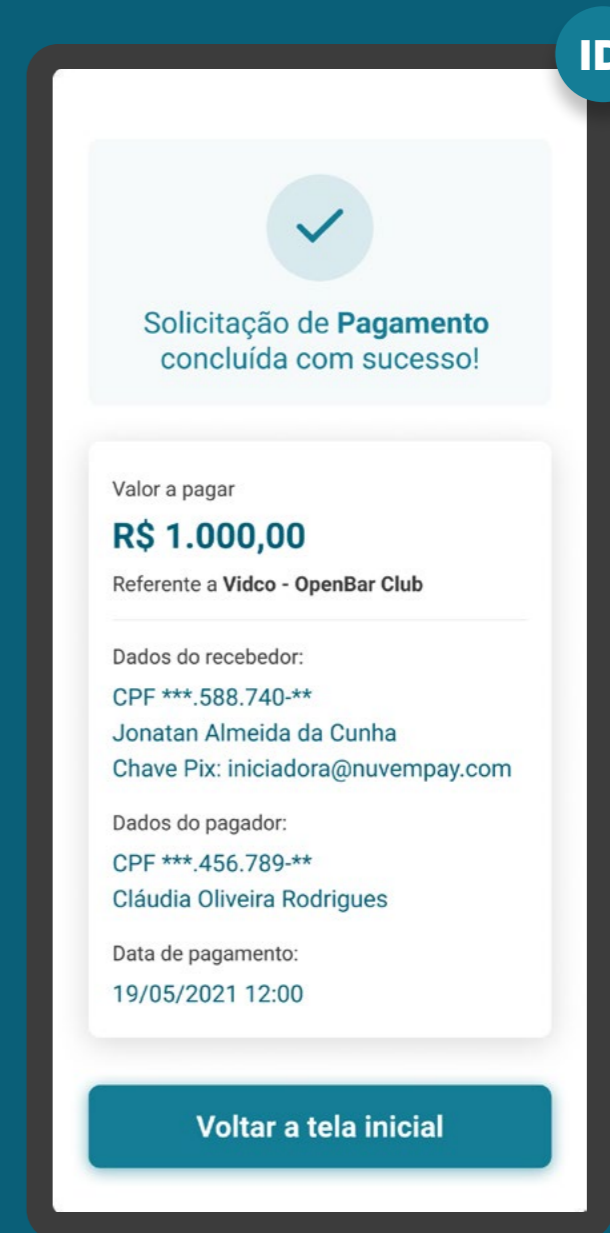 ID
Solicitação de Pagamento
concluída com sucesso!
Valor a pagar
R$ 1.000,00
Referente a Vidco - OpenBar Club
Dados do recebedor:
CPF ***.588.740-**
Jonatan Almeida da Cunha
Chave Pix: iniciadora@nuvempay.com
Dados do pagador:
CPF ***.456.789-**
Cláudia Oliveira Rodrigues
Data de pagamento:
19/05/2021 12:00
Voltar a tela inicial